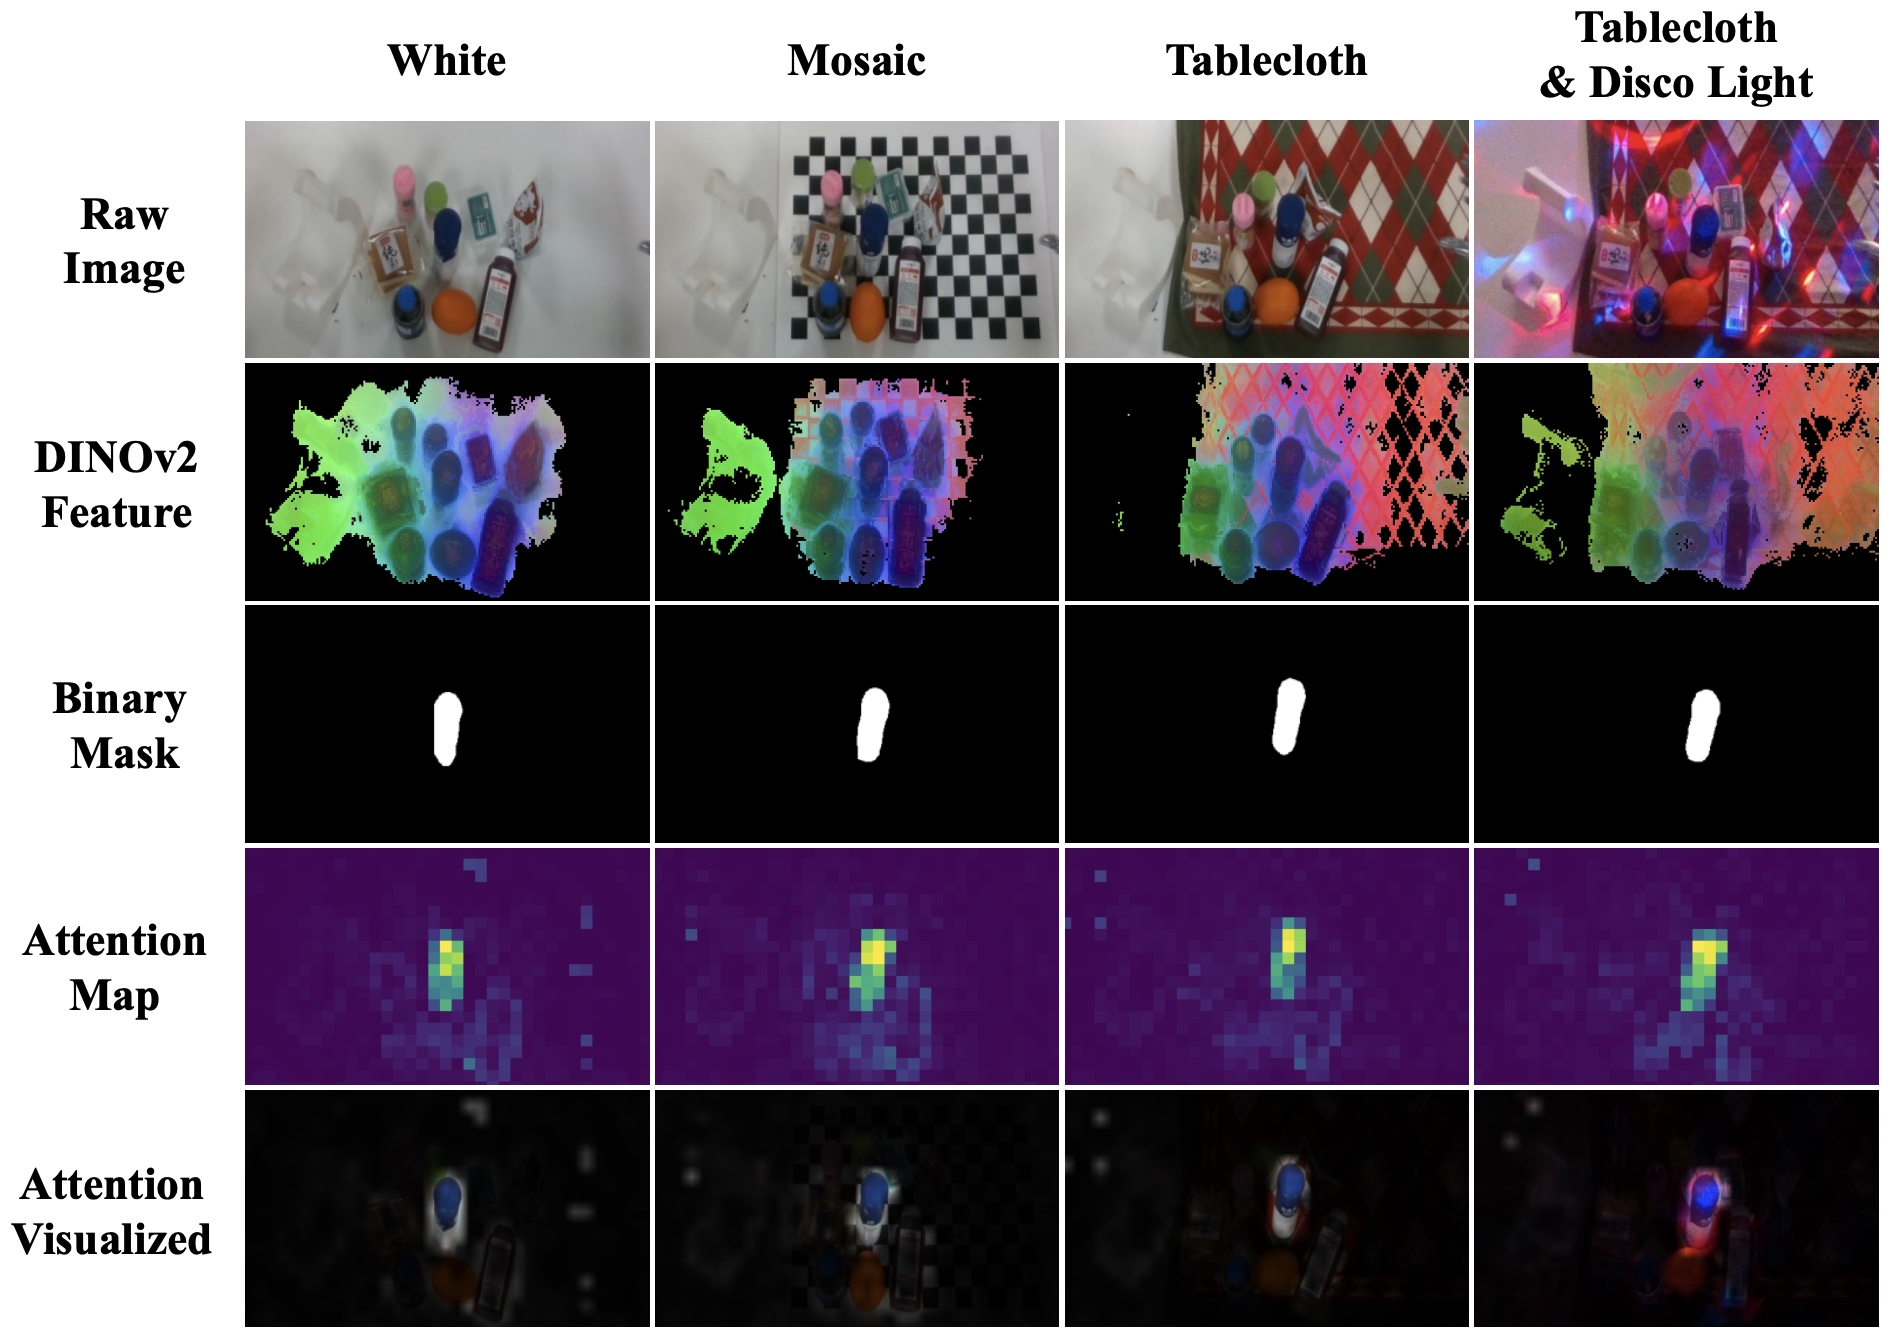 White
Mosaic
Tablecloth
Tablecloth
& Disco Light
Raw
Image
DINOv2
Feature
Binary
Mask
Attention
Map
Attention
Visualized